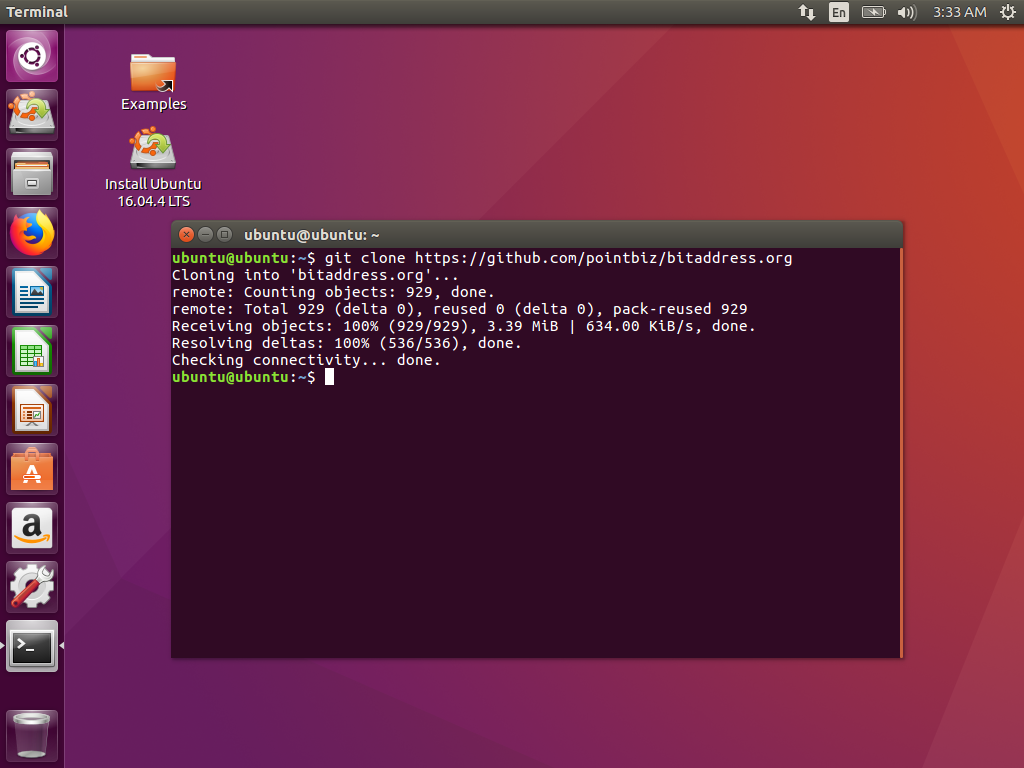 Terminal
En
3:33 AM
Examples
Install Ubuntu
16.04.4 LTS
ubuntu@ubuntu: ~
ubuntu@ubuntu:~$ git clone https://github.com/pointbiz/bitaddress.org
Cloning into 'bitaddress.org'...
remote: Counting objects: 929, done.
remote: Total 929 (delta 0), reused 0 (delta 0), pack-reused 929
Receiving objects: 100% (929/929), 3.39 MiB | 634.00 KiB/s, done.
Resolving deltas: 100% (536/536), done.
Checking connectivity... done.
ubuntu@ubuntu:~$